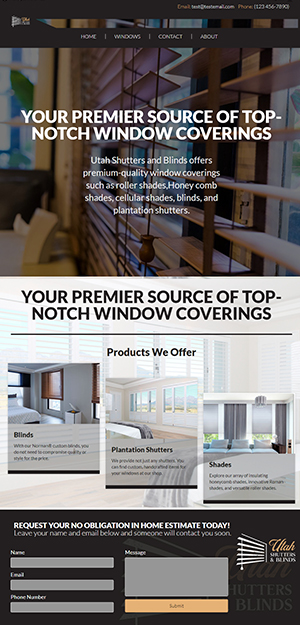 Email: test@testemail.com Phone: (123-456-7890)
HOME | WINDOWS | CONTACT | ABOUT
YOUR PREMIER SOURCE OF TOP-
NOTCH WINDOW COVERINGS
Utah Shutters and Blinds offers
premium-quality window coverings
such as roller shades,Honey comb
shades, cellular shades, blinds, and
plantation shutters.
YOUR PREMIER SOURCE OF TOP-
NOTCH WINDOW COVERINGS
Products We Offer
Blinds
With our Norman® custom blinds, you
do not need to compromise quality or
style for the price.
Plantation Shutters
We provide not just any shutters. You
can find custom, handcrafted items for
your windows at our shop.
Shades
Explore our array of insulating
honeycomb shades, innovative Roman
shades, and versatile roller shades.
REQUEST YOUR NO OBLIGATION IN HOME ESTIMATE TODAY!
Leave your name and email below and someone will contact you soon.
Name
Message
Email
Phone Number
Submit
Utah
SHUTTERS
& BLINDS
Utah
SHUTTERS
& BLINDS